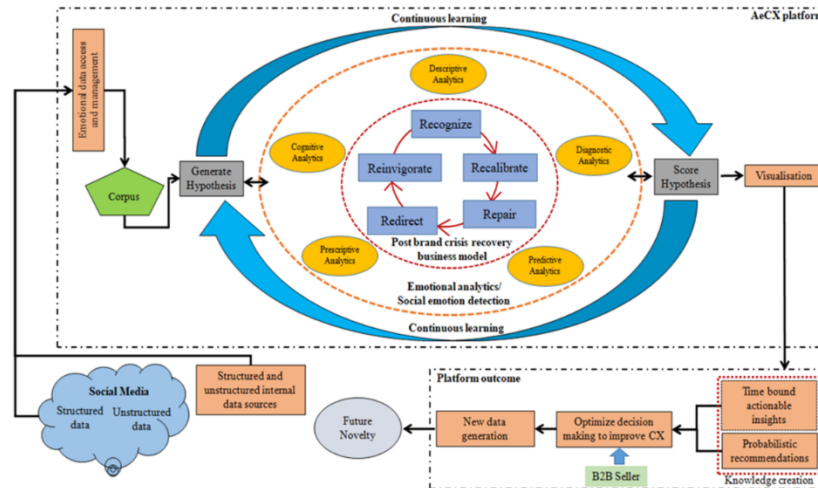 Continuous learning
AeCX platform
Emotional data access
and management
Corpus
Generate
Hypothesis
Descriptive
Analytics
Cognitive
Analytics
Diagnostic
Analytics
Prescriptive
Analytics
Predictive
Analytics
Recognize
Recalibrate
Repair
Redirect
Reinvigorate
Post brand crisis recovery
business model
Emotional analytics/
Social emotion detection
Continuous learning
Score
Hypothesis
Visualisation
Social Media
Structured
data
Unstructured
data
Structured and
unstructured internal
data sources
Platform outcome
Future
Novelty
New data
generation
Optimize decision
making to improve CX
B2B Seller
Time bound
actionable
insights
Probabilistic
recommendations
Knowledge creation